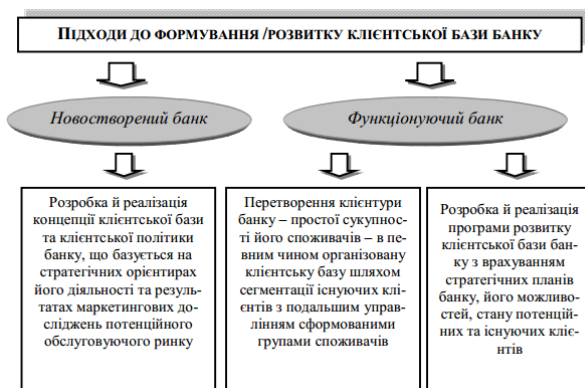 ПІДХОДИ ДО ФОРМУВАННЯ /РОЗВИТКУ КЛІЄНТСЬКОЇ БАЗИ БАНКУ
Новостворений банк
Функціонуючий банк
Розробка й реалізація
концепції клієнтської бази
та клієнтської політики
банку, що базується на
стратегічних орієнтирах
його діяльності та резуль-
татах маркетингових до-
сліджень потенційного
обслуговуючого ринку
Перетворення клієнтури
банку – простої сукупнос-
ті його споживачів – в пе-
вним чином організовану
клієнтську базу шляхом
сегментації існуючих клі-
єнтів з подальшим управ-
лінням сформованими
групами споживачів
Розробка й реалізація
програми розвитку
клієнтської бази бан-
ку з врахуванням
стратегічних планів
банку, його можливо-
стей, стану потенцій-
них та існуючих кліє-
нтів